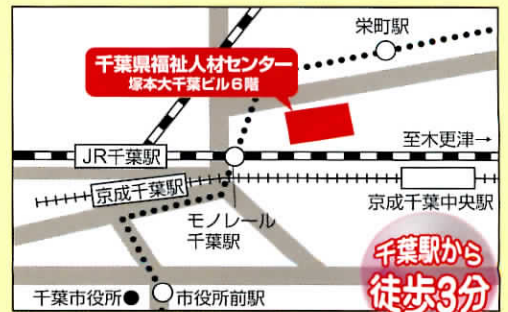 栄町駅
千葉県福祉人材センター
塚本大千葉ビル6階
至木更津→
JR千葉駅
京成千葉駅
京成千葉中央駅
モノレール
千葉駅
千葉駅から
徒歩3分
千葉市役所
市役所前駅